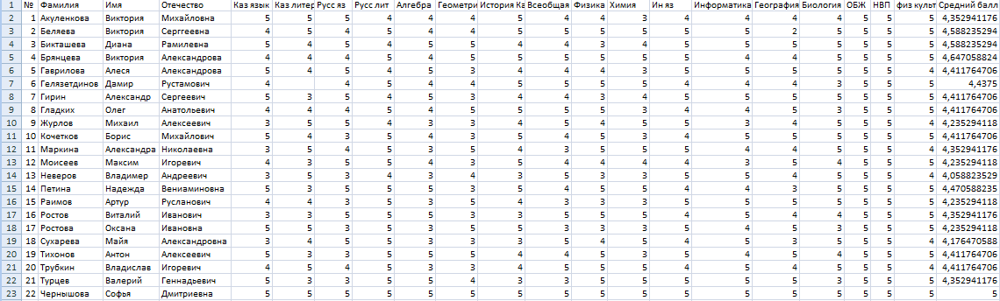 1 № Фамилия Имя Отечество Каз язык Каз литер Русс яз Русс лит Алгебра Геометри История Ка Всеобщая Физика Химия Ин яз Информатика География Биология ОБЖ НВП физ культ Средний балл
2 1 Акуленкова Виктория Михайловна 5 5 5 4 4 4 5 4 4 3 4 4 4 4 5 5 5 4,352941176
3 2 Беляева Виктория Серггеевна 4 5 4 5 4 4 5 5 5 5 5 5 2 5 5 5 5 4,588235294
4 3 Бикташева Диана Рамилевна 5 4 5 4 5 5 4 4 3 4 5 5 5 5 5 5 5 4,588235294
5 4 Брянцева Виктория Александрова 5 4 4 5 4 4 5 5 5 5 5 4 4 5 5 5 5 4,647058824
6 5 Гаврилова Алеся Александрова 5 4 5 4 5 3 4 4 4 3 5 5 5 5 5 5 4 4,411764706
7 6 Гелязетдинов Дамир Рустамович 4 4 5 4 4 5 5 5 5 4 4 4 3 5 5 5 4,4375
8 7 Гирин Александр Сергеевич 5 3 5 4 5 3 4 4 3 4 5 5 5 5 5 5 5 4,411764706
9 8 Гладких Олег Анатольевич 4 4 4 5 4 5 5 5 5 3 4 4 5 3 5 5 5 4,411764706
10 9 Журлов Михаил Алексеевич 3 5 5 4 3 3 4 4 5 5 5 3 5 4 5 5 4 4,235294118
11 10 Кочетков Борис Михайлович 5 4 3 5 4 3 5 4 5 3 4 5 5 5 5 5 5 4,411764706
12 11 Маркина Александра Николаевна 3 5 4 3 3 5 4 3 5 5 5 5 5 5 5 5 4 4,352941176
13 12 Моисеев Максим Игоревич 4 3 5 5 4 3 5 4 4 4 4 3 4 5 5 5 5 4,235294118
14 13 Неверов Владимер Андреевич 3 5 3 5 3 4 3 3 3 5 5 4 5 4 5 5 4 4,058823529
15 14 Петина Надежда Вениаминовна 5 3 5 5 5 3 5 4 5 5 4 4 3 5 5 5 5 4,470588235
16 15 Раимов Артур Русланович 4 4 3 5 3 5 4 3 3 3 5 5 5 5 5 5 5 4,235294118
17 16 Ростов Виталий Иванович 3 3 5 5 3 3 5 5 5 5 4 5 4 4 5 5 5 4,352941176
18 17 Ростова Оксана Ивановна 5 3 5 5 5 5 3 3 3 3 5 4 5 3 5 5 5 4,235294118
19 18 Сухарева Майя Александровна 3 4 5 5 3 3 3 5 4 5 4 5 3 5 5 5 4 4,176470588
20 19 Тихонов Антон Алексеевич 5 3 3 5 5 5 4 4 5 3 5 4 5 4 5 5 5 4,411764706
21 20 Трубкин Владислав Игоревич 4 5 4 5 3 3 4 5 5 5 4 5 4 5 5 5 4 4,411764706
22 21 Турцев Валерий Геннадьевич 5 3 3 5 5 4 3 3 5 3 5 5 5 5 5 5 5 4,352941176
23 22 Чернышова Софья Дмитриевна 5 5 5 5 5 5 5 5 5 5 5 5 5 5 5 5 5 5